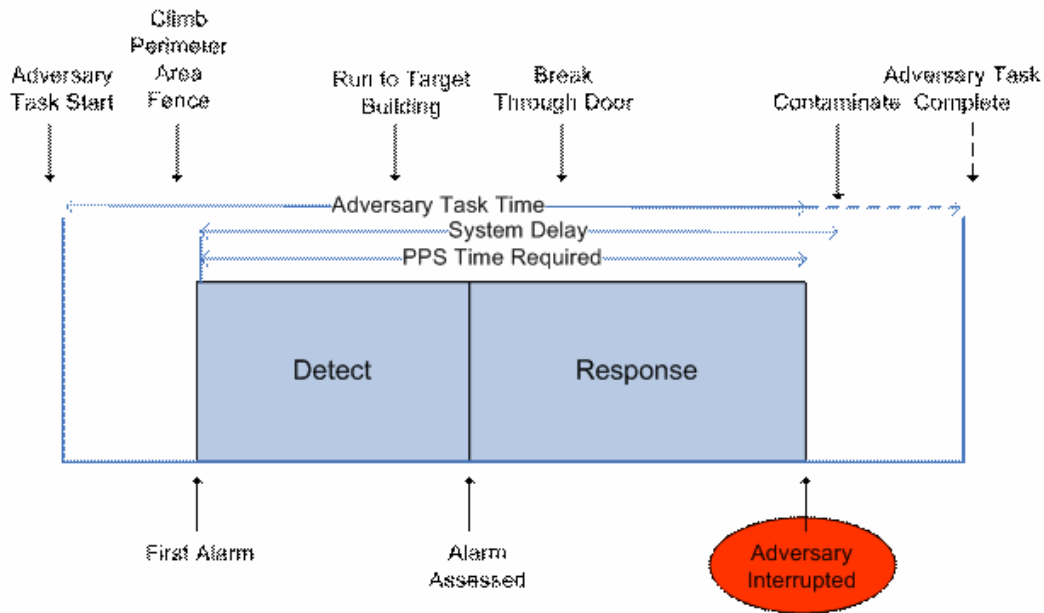 Climb
Perimeter
Area
Fence
Adversary
Task Start
Run to Target
Building
Break
Through Door
Contaminate
Adversary Task
Complete
Adversary Task Time
System Delay
PPS Time Required
Detect
Response
First Alarm
Alarm
Assessed
Adversary
Interrupted